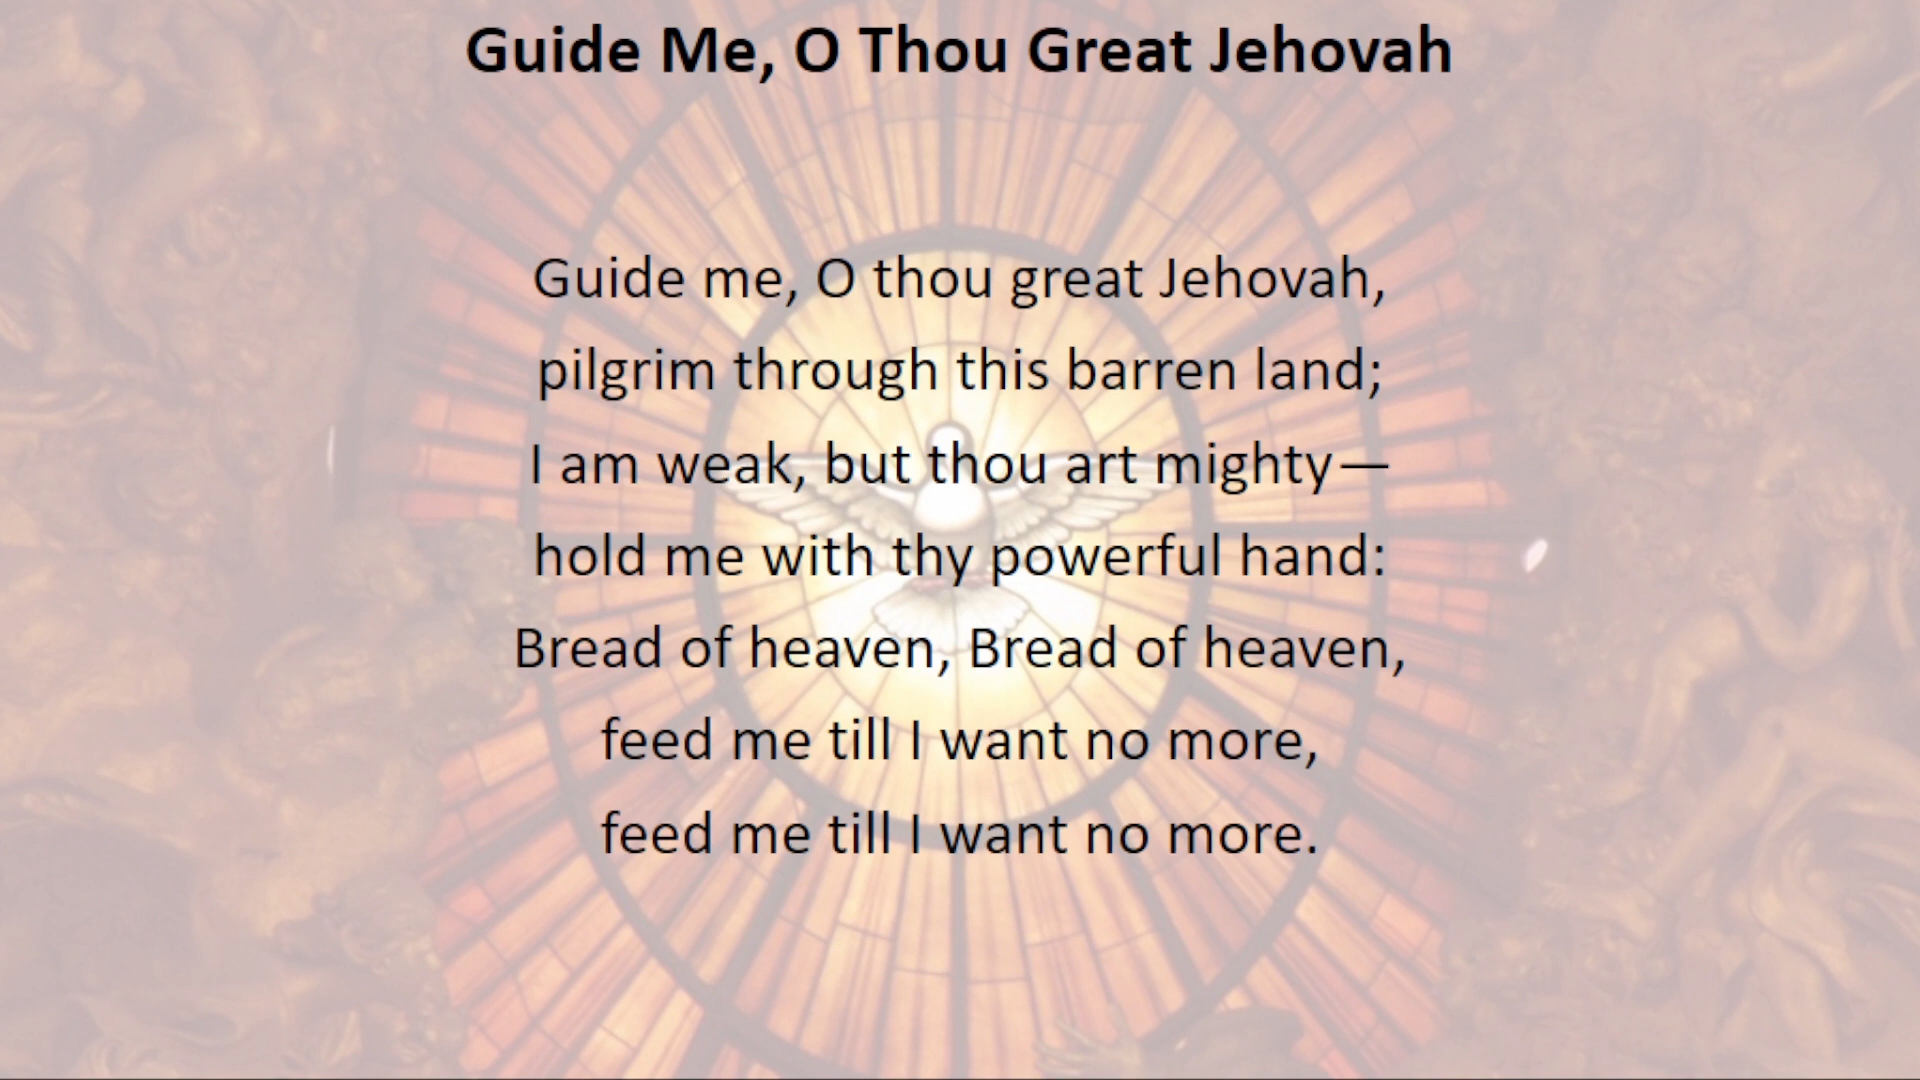 Guide Me, O Thou Great Jehovah
Guide me, O thou great Jehovah,
pilgrim through this barren land;
I am weak, but thou art mighty—
hold me with thy powerful hand:
Bread of heaven, Bread of heaven,
feed me till I want no more,
feed me till I want no more.